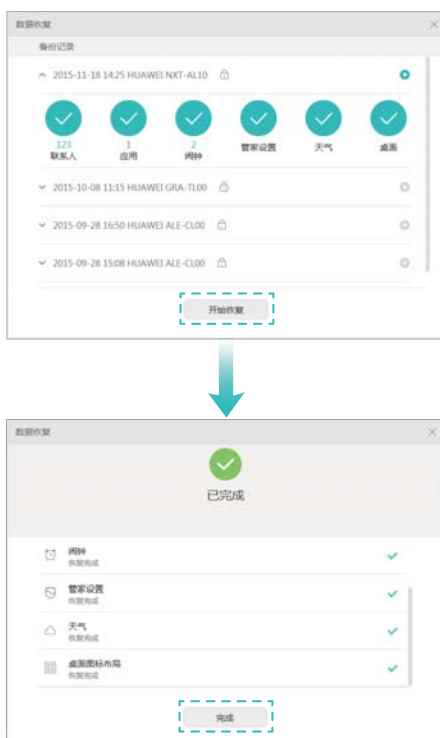 数据恢复
备份记录
2015-11-18 14:25 HUAWEI NXT-AL10
123 1 2
联系人 应用 闹钟 管家设置 天气 桌面
2015-10-08 11:15 HUAWEI GRA-TL00
2015-09-28 16:50 HUAWEI ALE-CL00
2015-09-28 15:08 HUAWEI ALE-CL00
开始恢复
数据恢复
已完成
闹钟
恢复完成
管家设置
恢复完成
天气
恢复完成
桌面图标布局
恢复完成
完成